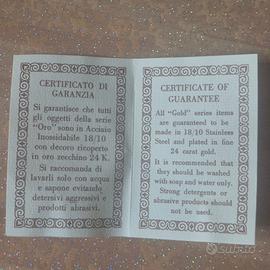 CERTIFICATO DI
GARANZIA
Si garantisce che tutti
gli oggetti della serie
"Oro" sono in Acciaio
Inossidabile 18/10
con decoro ricoperto
in oro zecchino 24 K.
Si raccomanda di
lavarli solo con acqua
e sapone evitando
detersivi aggressivi e
prodotti abrasivi.
CERTIFICATE OF
GUARANTEE
All "Gold" series items
are guaranteed to be
made in 18/10 Stainless
Steel and plated in fine
24 carat gold.
It is recommended that
they should be washed
with soap and water only.
Strong detergents or
abrasive products should
not be used.
Subito